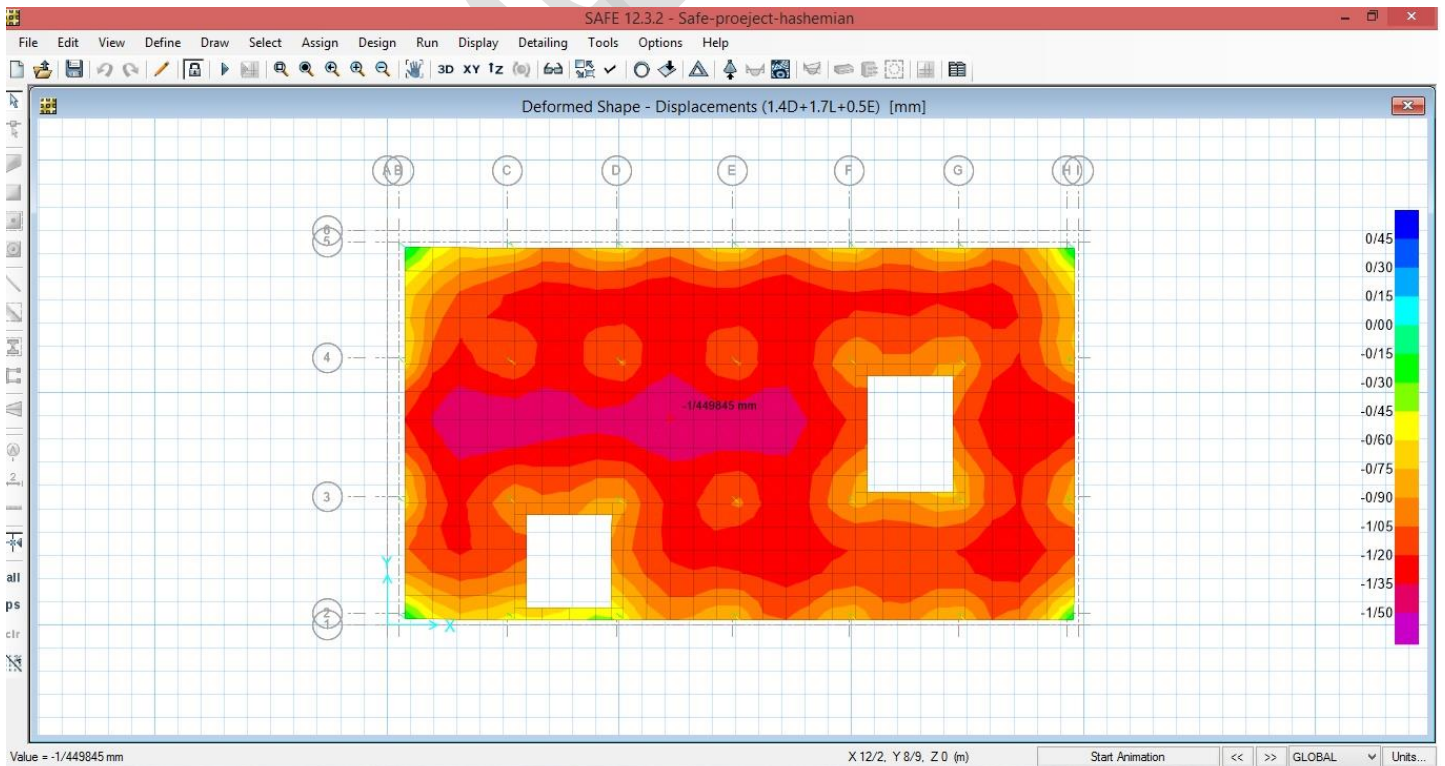 SAFE 12.3.2 - Safe-proeject-hashemian
File Edit View Define Draw Select Assign Design Run Display Detailing Tools Options Help
3D XY
Deformed Shape - Displacements (1.4D+1.7L+0.5E) [mm]
A B C D E F G H I
6
5
4
3
2
1
-1/449845 mm
Y
X
0/45
0/30
0/15
0/00
-0/15
-0/30
-0/45
-0/60
-0/75
-0/90
-1/05
-1/20
-1/35
-1/50
all
ps
clr
Value = -1/449845 mm
X 12/2, Y 8/9, Z 0 (m)
Start Animation << >> GLOBAL Units...